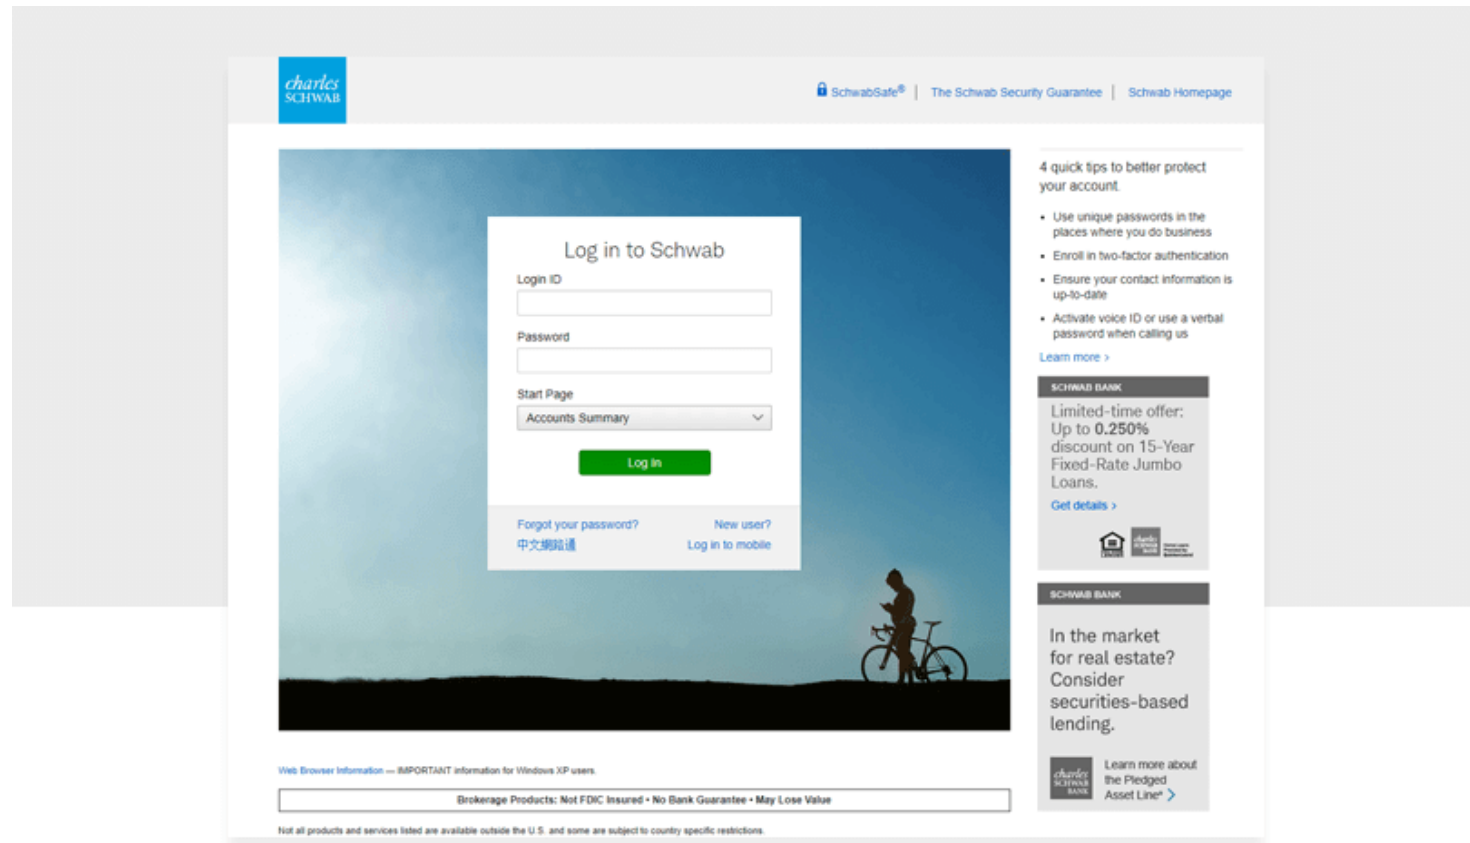 charles
SCHWAB
SchwabSafe® | The Schwab Security Guarantee | Schwab Homepage
Log in to Schwab
Login ID
Password
Start Page
Accounts Summary
Log In
Forgot your password?
New user?
中文網路通
Log in to mobile
4 quick tips to better protect
your account.
• Use unique passwords in the
places where you do business
• Enroll in two-factor authentication
• Ensure your contact information is
up-to-date
• Activate voice ID or use a verbal
password when calling us
Learn more >
SCHWAB BANK
Limited-time offer:
Up to 0.250%
discount on 15-Year
Fixed-Rate Jumbo
Loans.
Get details >
charles
SCHWAB
BANK
SCHWAB BANK
In the market
for real estate?
Consider
securities-based
lending.
charles
SCHWAB
BANK
Learn more about
the Pledged
Asset Line® >
Web Browser Information — IMPORTANT information for Windows XP users.
Brokerage Products: Not FDIC Insured • No Bank Guarantee • May Lose Value
Not all products and services listed are available outside the U.S. and some are subject to country specific restrictions.